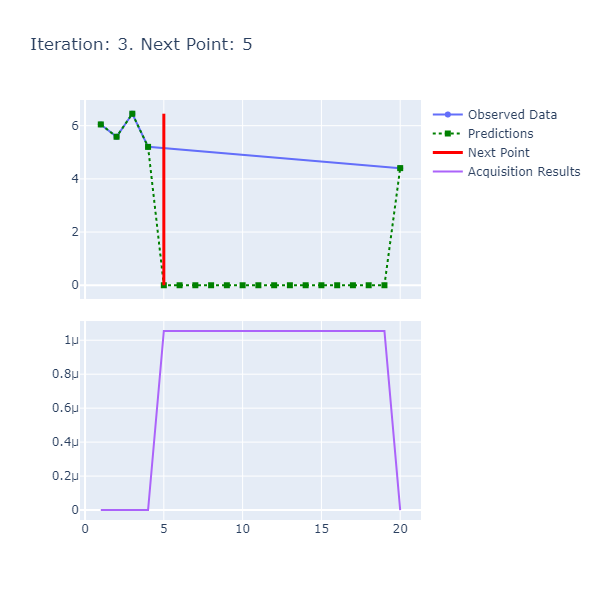 Iteration: 3. Next Point: 5
Observed Data
Predictions
Next Point
Acquisition Results
6
4
2
0
1μ
0.8μ
0.6μ
0.4μ
0.2μ
0
0
5
10
15
20